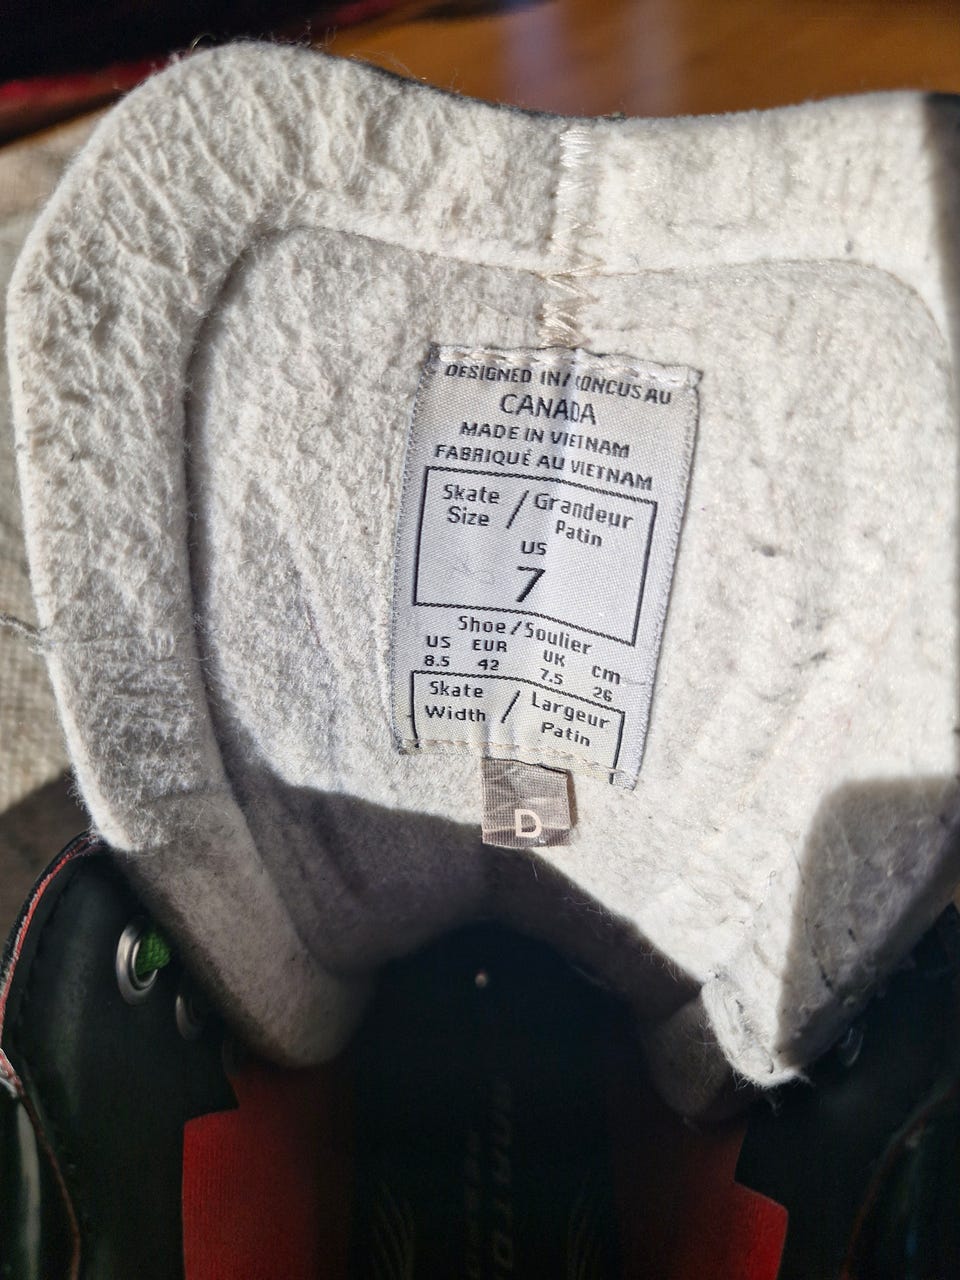 DESIGNED IN/CONCUS AU
CANADA
MADE IN VIETNAM
FABRIQUÉ AU VIETNAM
Skate / Grandeur
Size Patin
US
7
Shoe/Soulier
US EUR UK cm
8.5 42 7.5 26
Skate / Largeur
Width Patin
D